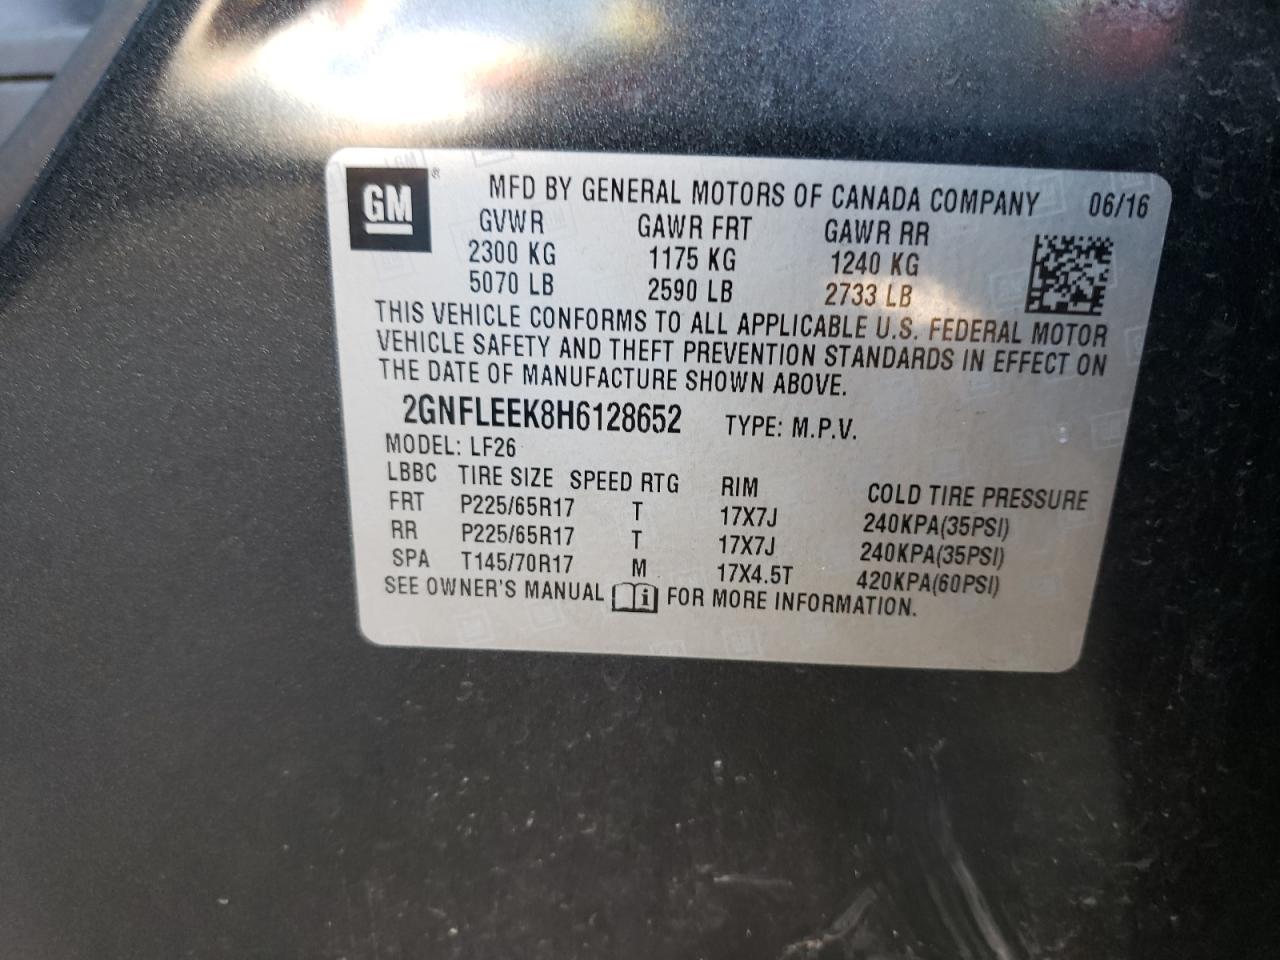 GM ® MFD BY GENERAL MOTORS OF CANADA COMPANY 06/16
GVWR GAWR FRT GAWR RR
2300 KG 1175 KG 1240 KG
5070 LB 2590 LB 2733 LB
THIS VEHICLE CONFORMS TO ALL APPLICABLE U.S. FEDERAL MOTOR
VEHICLE SAFETY AND THEFT PREVENTION STANDARDS IN EFFECT ON
THE DATE OF MANUFACTURE SHOWN ABOVE.
2GNFLEEK8H6128652 TYPE: M.P.V.
MODEL: LF26
LBBC TIRE SIZE SPEED RTG RIM COLD TIRE PRESSURE
FRT P225/65R17 T 17X7J 240KPA(35PSI)
RR P225/65R17 T 17X7J 240KPA(35PSI)
SPA T145/70R17 M 17X4.5T 420KPA(60PSI)
SEE OWNER'S MANUAL i FOR MORE INFORMATION.